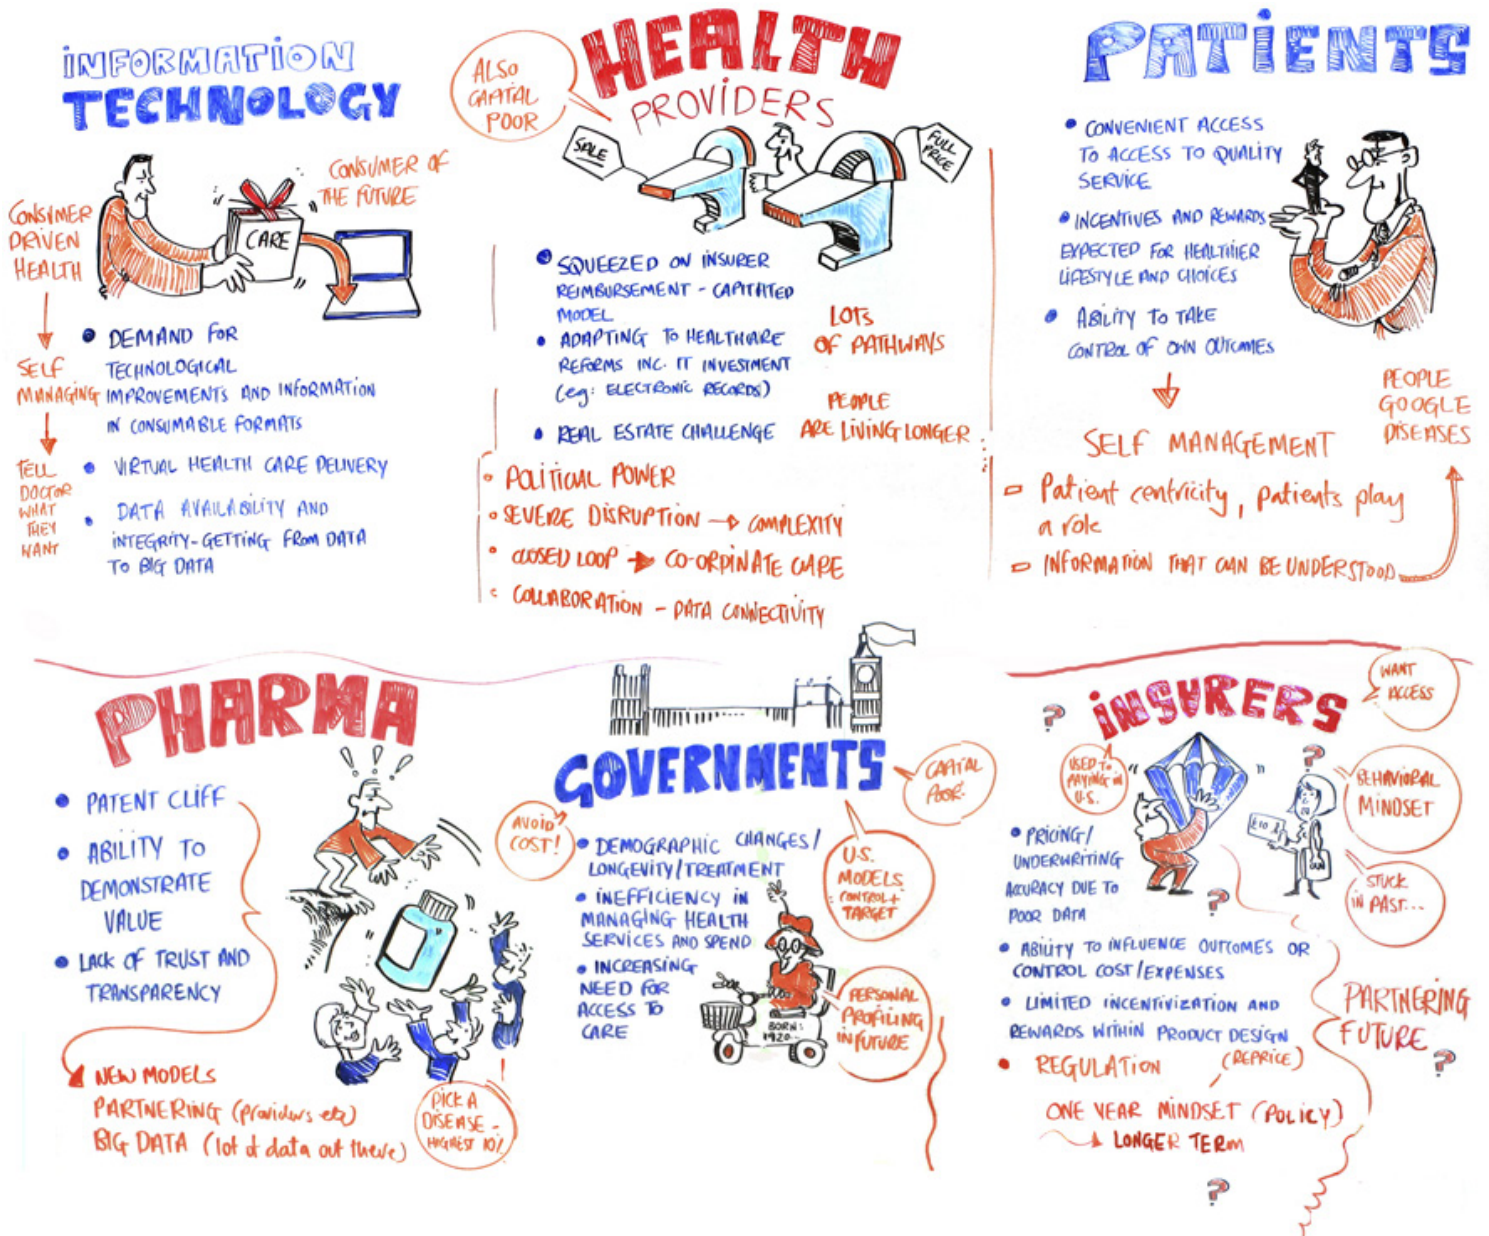 INFORMATION
TECHNOLOGY
CONSUMER OF
THE FUTURE
CARE
CONSUMER
DRIVEN
HEALTH
SELF
MANAGING
TELL
DOCTOR
WHAT
THEY
WANT
• DEMAND FOR
TECHNOLOGICAL
IMPROVEMENTS AND INFORMATION
IN CONSUMABLE FORMATS
• VIRTUAL HEALTH CARE DELIVERY
• DATA AVAILABILITY AND
INTEGRITY-GETTING FROM DATA
TO BIG DATA
HEALTH
PROVIDERS
ALSO
CAPITAL
POOR
SALE
FULL
PRICE
• SQUEEZED ON INSURER
REIMBURSEMENT - CAPITATED
MODEL
• ADAPTING TO HEALTHCARE
REFORMS INC. IT INVESTMENT
(eg: ELECTRONIC RECORDS)
• REAL ESTATE CHALLENGE
LOTS
OF PATHWAYS
PEOPLE
ARE LIVING LONGER
• POLITICAL POWER
• SEVERE DISRUPTION → COMPLEXITY
• CLOSED LOOP → CO-ORDINATE CARE
• COLLABORATION - DATA CONNECTIVITY
PATIENTS
• CONVENIENT ACCESS
TO ACCESS TO QUALITY
SERVICE
• INCENTIVES AND REWARDS
EXPECTED FOR HEALTHIER
LIFESTYLE AND CHOICES
• ABILITY TO TAKE
CONTROL OF OWN OUTCOMES
SELF MANAGEMENT
- Patient centricity, patients play
a role
- INFORMATION THAT CAN BE UNDERSTOOD
PEOPLE
GOOGLE
DISEASES
PHARMA
! ! !
• PATENT CLIFF
• ABILITY TO
DEMONSTRATE
VALUE
• LACK OF TRUST AND
TRANSPARENCY
NEW MODELS
PARTNERING (providers etc)
BIG DATA (lot of data out there)
PICK A
DISEASE -
HIGHEST 10%
GOVERNMENTS
CAPITAL
POOR!
AVOID
COST!
• DEMOGRAPHIC CHANGES/
LONGEVITY/TREATMENT
• INEFFICIENCY IN
MANAGING HEALTH
SERVICES AND SPEND
• INCREASING
NEED FOR
ACCESS TO
CARE
U.S.
MODELS
CONTROL +
TARGET
PERSONAL
PROFILING
IN FUTURE
BORN:
1920
INSURERS
WANT
ACCESS
USED TO
PAYING IN
U.S.
BEHAVIORAL
MINDSET
STUCK
IN PAST...
• PRICING/
UNDERWRITING
ACCURACY DUE TO
POOR DATA
• ABILITY TO INFLUENCE OUTCOMES OR
CONTROL COST/EXPENSES
• LIMITED INCENTIVIZATION AND
REWARDS WITHIN PRODUCT DESIGN
• REGULATION (REPRICE)
ONE YEAR MINDSET (POLICY)
LONGER TERM
PARTNERING
FUTURE
?
?
?
?
?